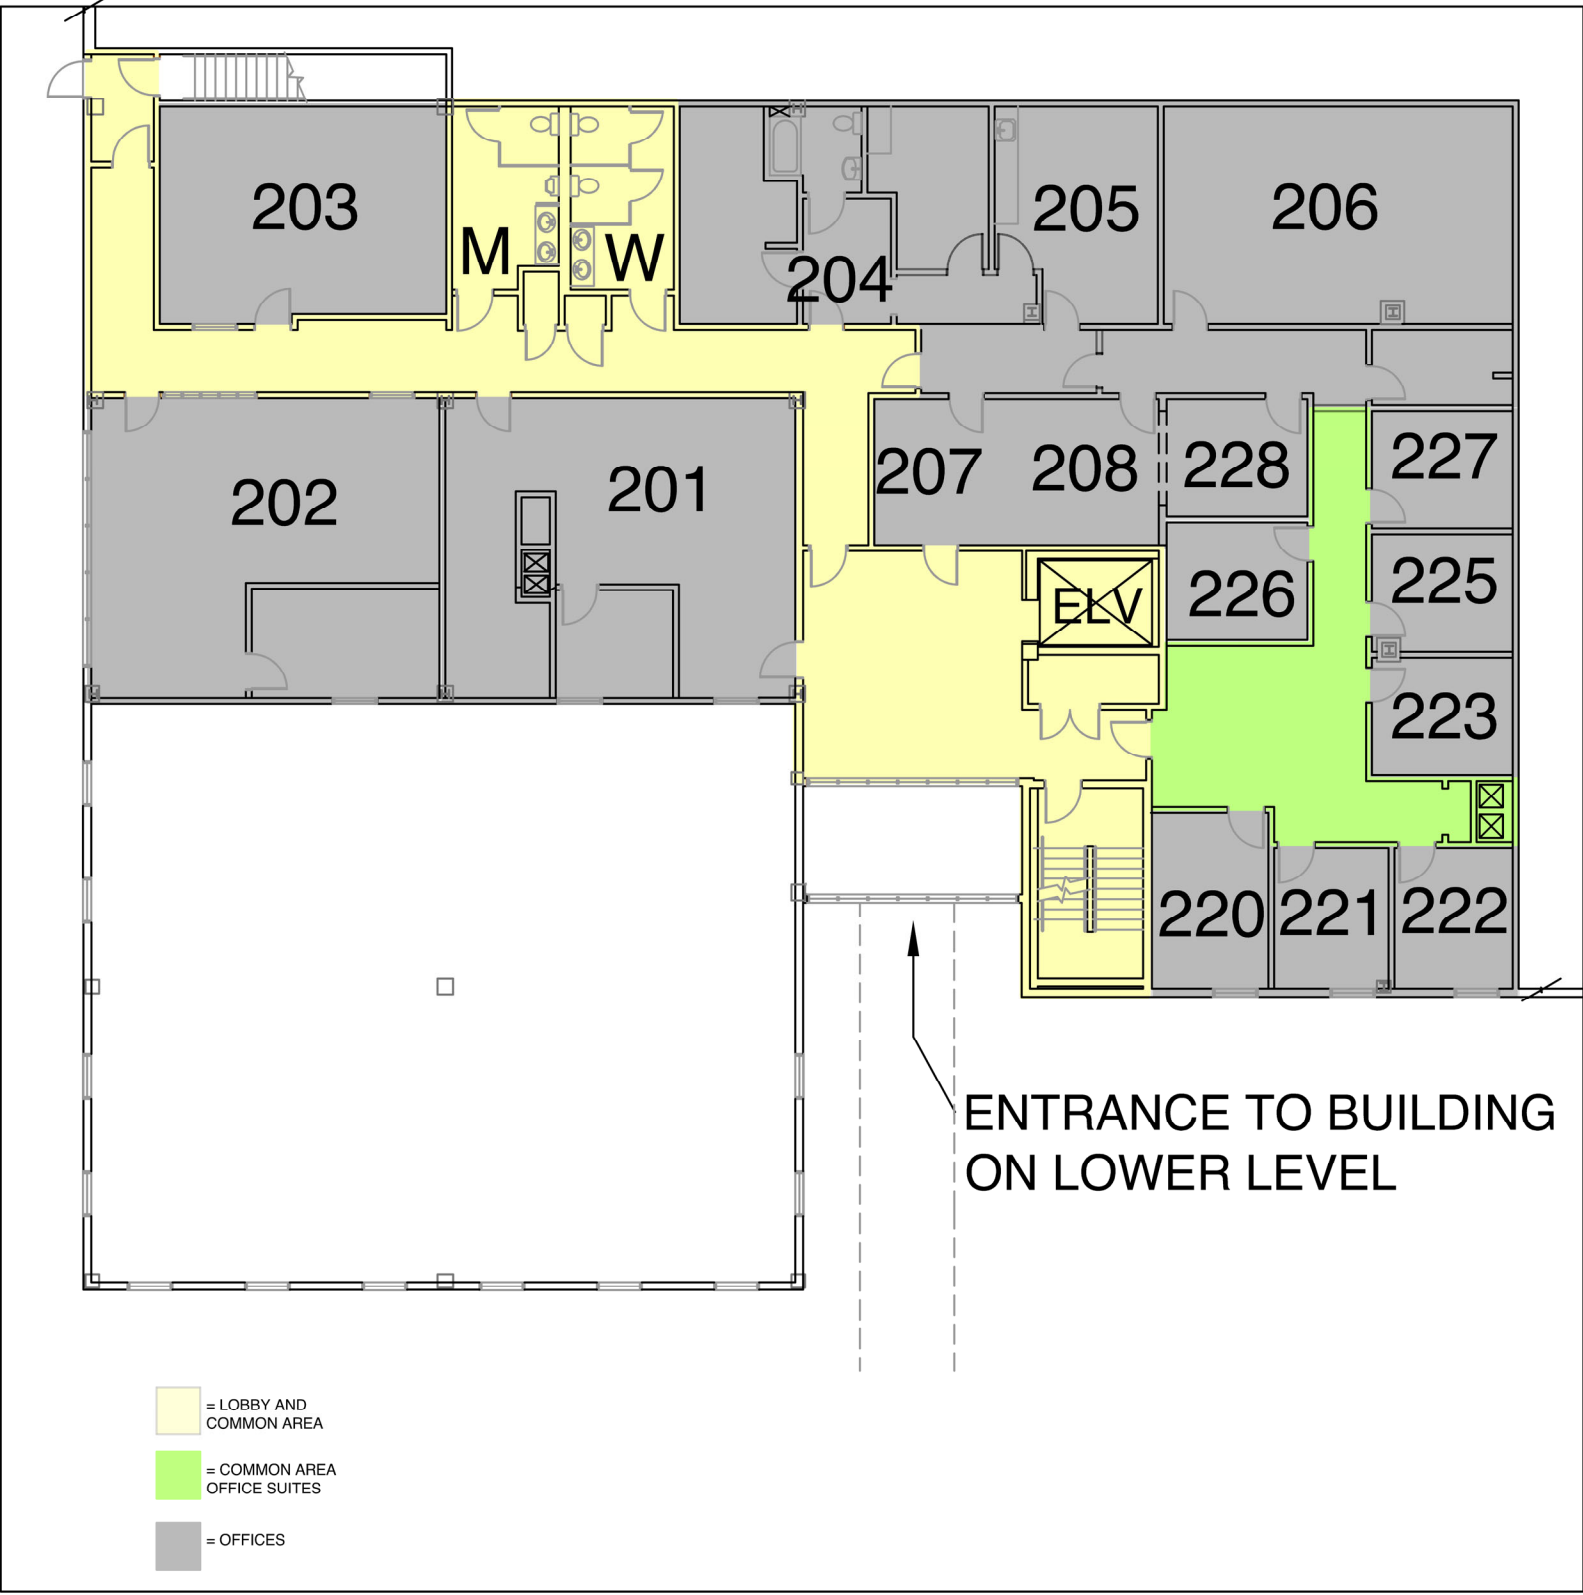 203
M
W
204
205
206
202
201
207
208
228
227
ELV
226
225
223
220
221
222
ENTRANCE TO BUILDING
ON LOWER LEVEL
= LOBBY AND
COMMON AREA
= COMMON AREA
OFFICE SUITES
= OFFICES